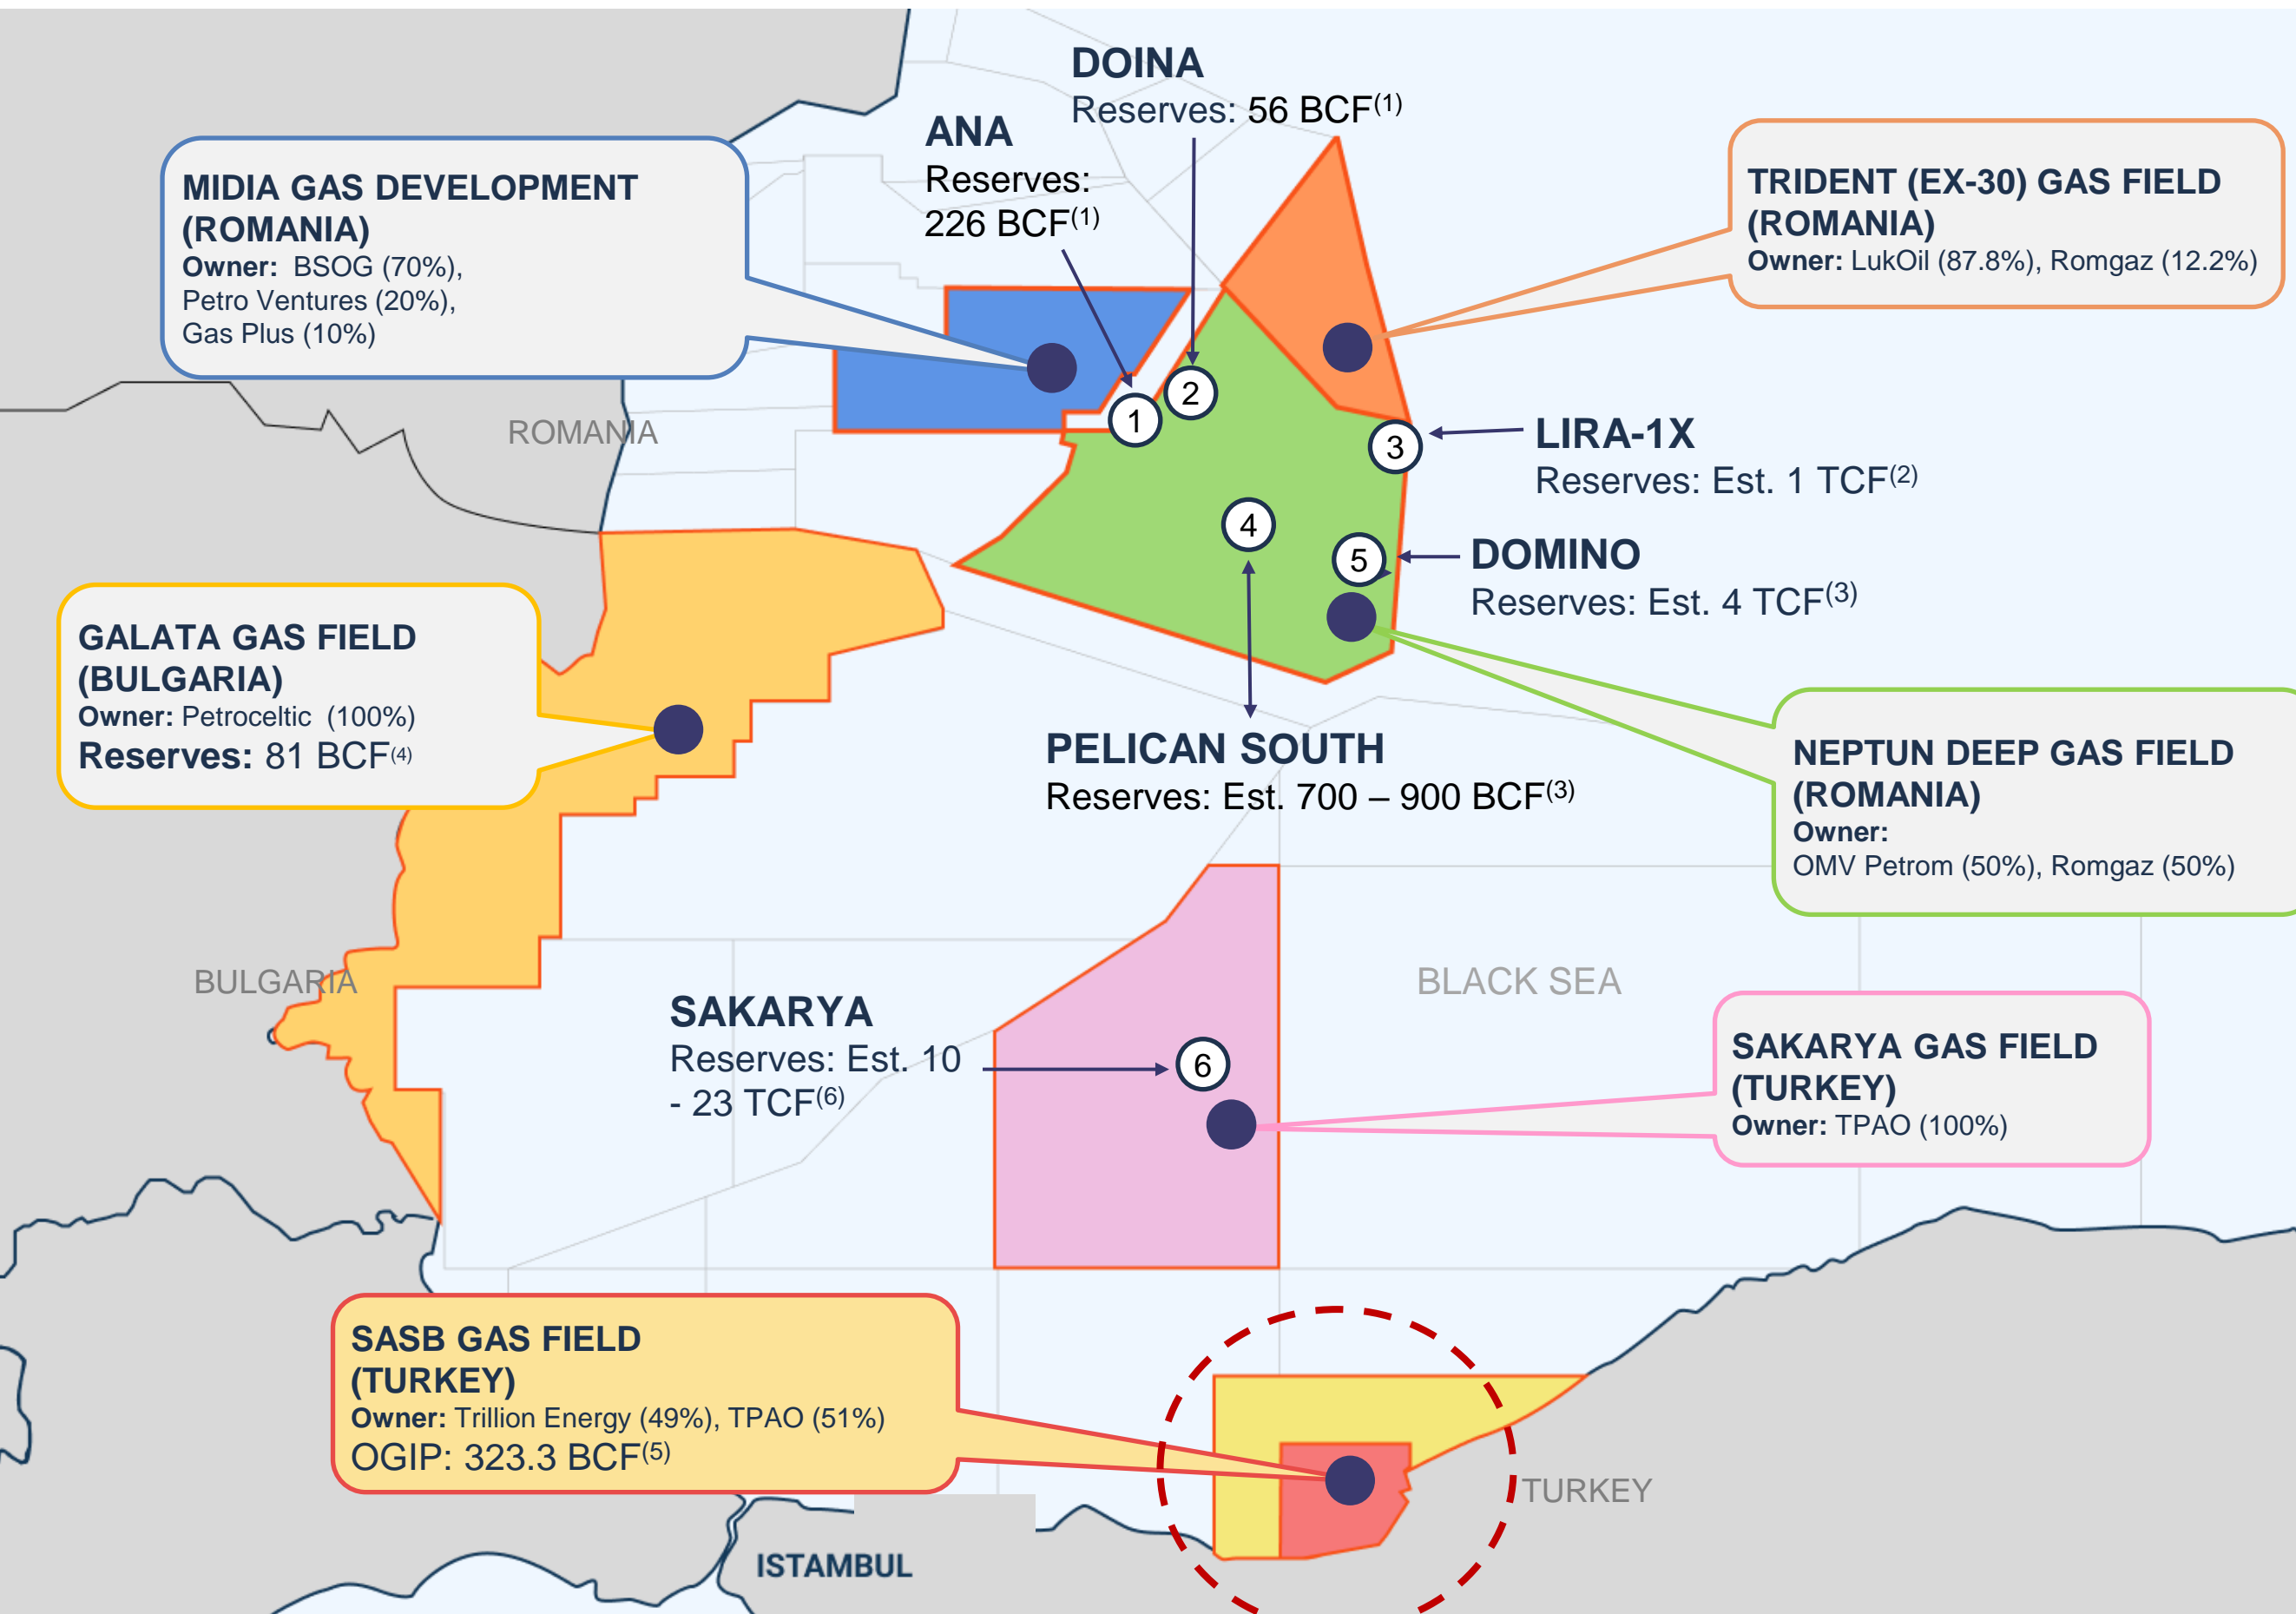 DOINA
Reserves: 56 BCF(1)
ANA
Reserves:
226 BCF(1)
MIDIA GAS DEVELOPMENT
(ROMANIA)
Owner: BSOG (70%),
Petro Ventures (20%),
Gas Plus (10%)
TRIDENT (EX-30) GAS FIELD
(ROMANIA)
Owner: LukOil (87.8%), Romgaz (12.2%)
1
2
3
4
5
ROMANIA
LIRA-1X
Reserves: Est. 1 TCF(2)
DOMINO
Reserves: Est. 4 TCF(3)
GALATA GAS FIELD
(BULGARIA)
Owner: Petroceltic (100%)
Reserves: 81 BCF(4)
PELICAN SOUTH
Reserves: Est. 700 – 900 BCF(3)
NEPTUN DEEP GAS FIELD
(ROMANIA)
Owner:
OMV Petrom (50%), Romgaz (50%)
BULGARIA
BLACK SEA
SAKARYA
Reserves: Est. 10
- 23 TCF(6)
6
SAKARYA GAS FIELD
(TURKEY)
Owner: TPAO (100%)
SASB GAS FIELD
(TURKEY)
Owner: Trillion Energy (49%), TPAO (51%)
OGIP: 323.3 BCF(5)
TURKEY
ISTAMBUL